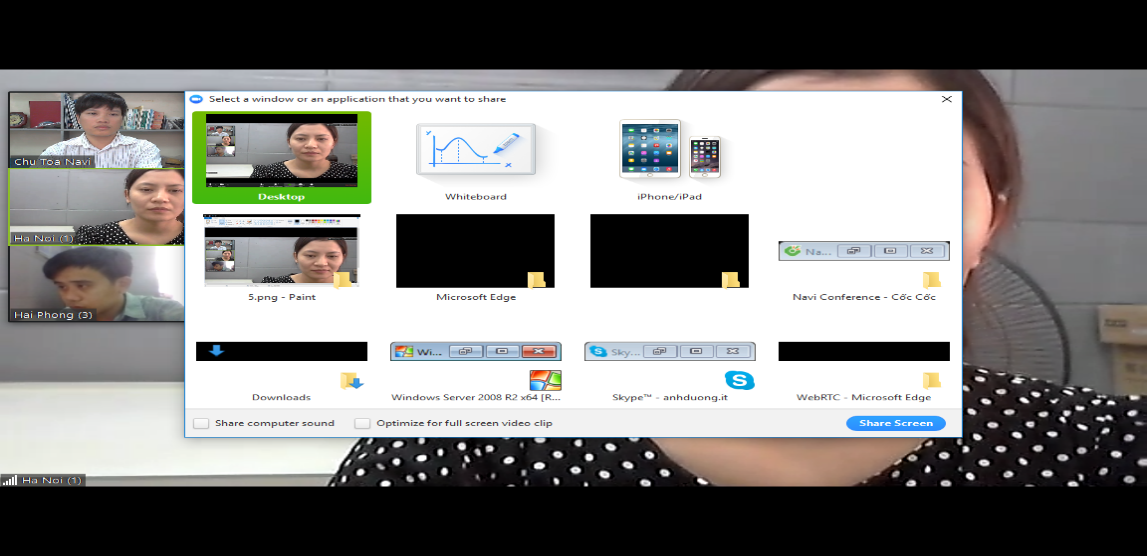 Select a window or an application that you want to share
Chu Toa Navi
Ha Noi (1)
Hai Phong (3)
Desktop
Whiteboard
iPhone/iPad
5.png - Paint
Microsoft Edge
Na...
Navi Conference - Cốc Cốc
Downloads
Wi...
Windows Server 2008 R2 x64 [R...
Sky...
Skype™ - anhduong.it
WebRTC - Microsoft Edge
Share computer sound
Optimize for full screen video clip
Share Screen
Ha Noi (1)